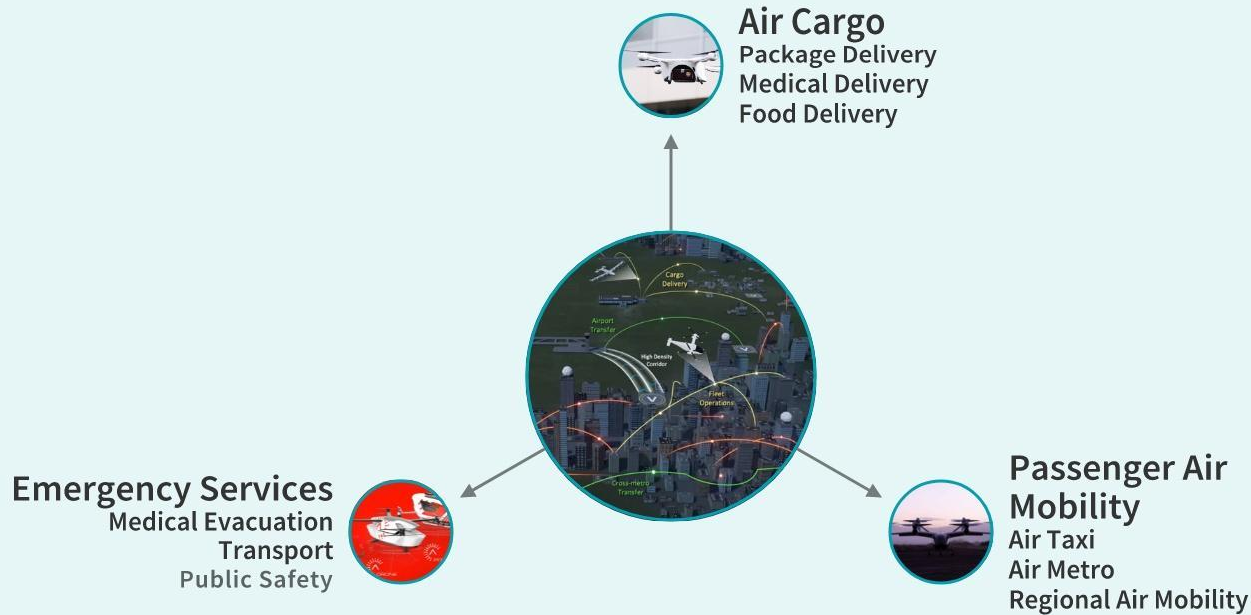 Air Cargo
Package Delivery
Medical Delivery
Food Delivery
Cargo
Delivery
Airport
Transfer
High Density
Corridor
Fleet
Operations
Cross-metro
Transfer
Emergency Services
Medical Evacuation
Transport
Public Safety
Passenger Air
Mobility
Air Taxi
Air Metro
Regional Air Mobility